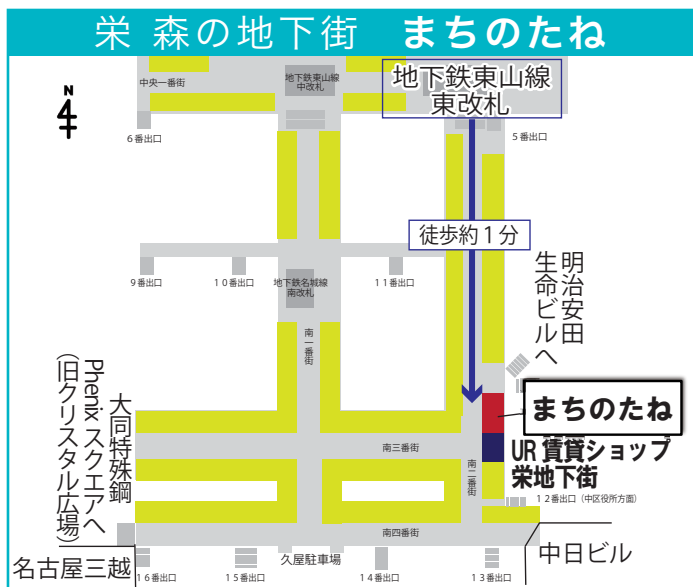 栄 森の地下街 まちのたね
中央一番街
地下鉄東山線
中改札
地下鉄東山線
東改札
N
6番出口
5番出口
徒歩約1分
9番出口
10番出口
地下鉄名城線
南改札
11番出口
明治安田
生命ビルへ
南一番街
まちのたね
大同特殊鋼
Phenixスクエアへ
(旧クリスタル広場)
南三番街
南二番街
UR賃貸ショップ
栄地下街
12番出口(中区役所方面)
南四番街
名古屋三越
久屋駐車場
中日ビル
16番出口
15番出口
14番出口
13番出口